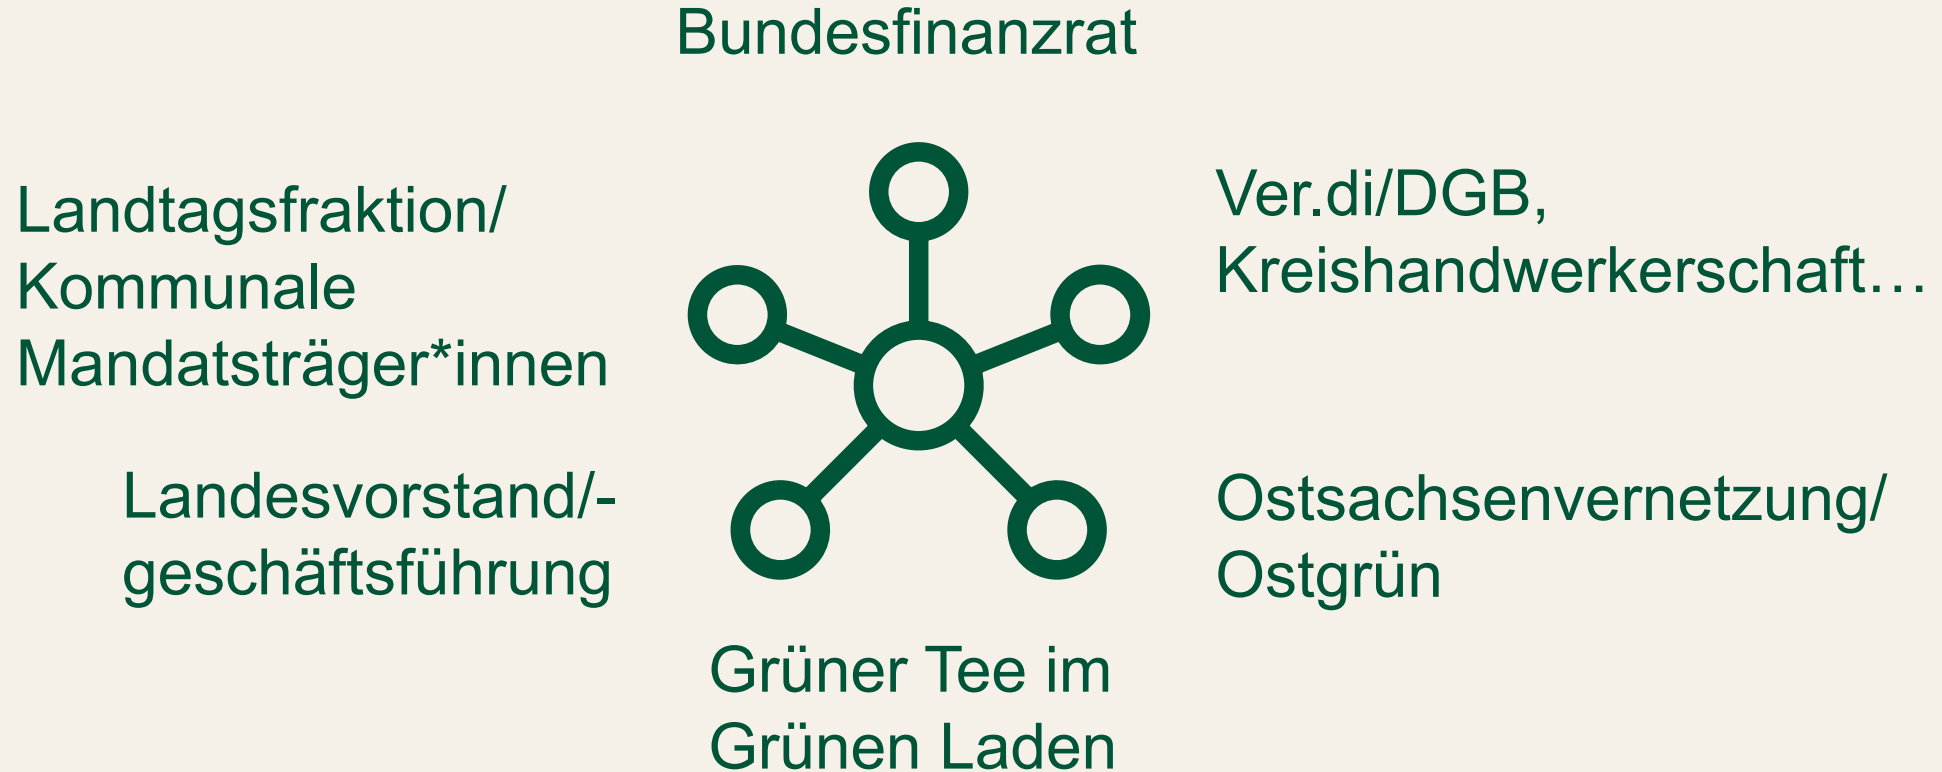 Bundesfinanzrat
Landtagsfraktion/
Kommunale
Mandatsträger*innen
Ver.di/DGB,
Kreishandwerkerschaft…
Landesvorstand/-
geschäftsführung
Ostsachsenvernetzung/
Ostgrün
Grüner Tee im
Grünen Laden